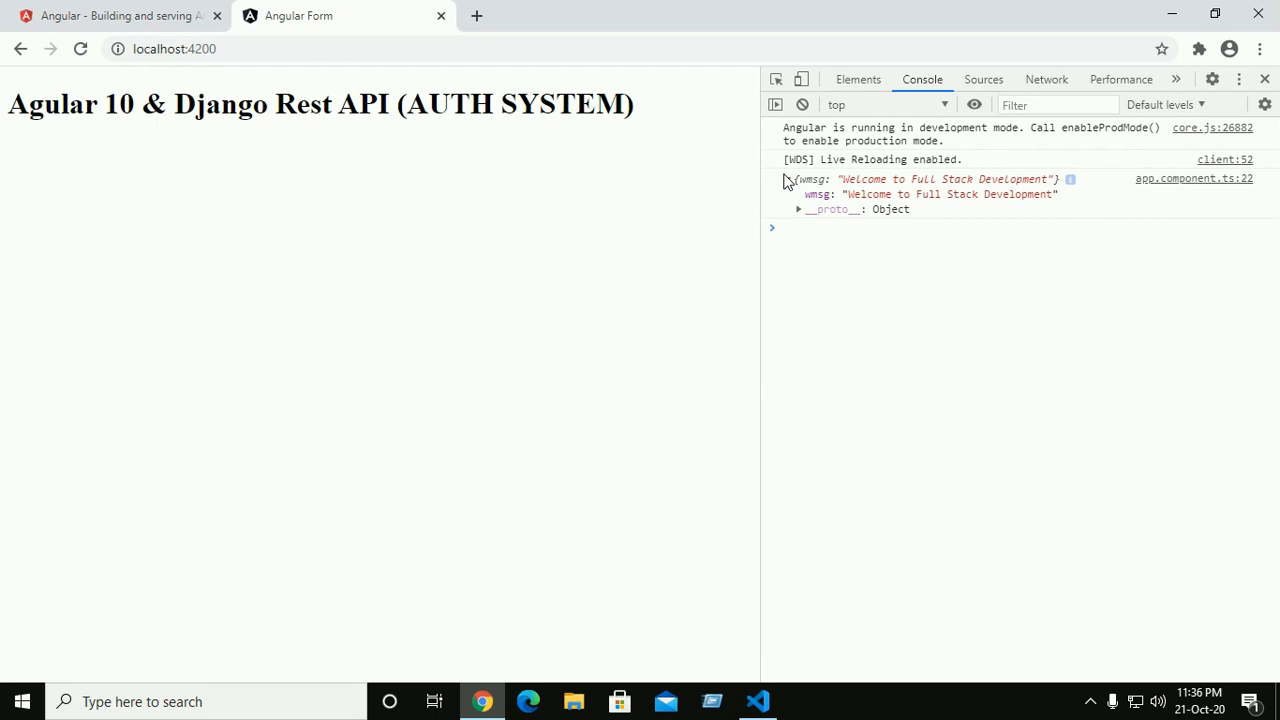 Angular - Building and serving A
Angular Form
localhost:4200
Agular 10 & Django Rest API (AUTH SYSTEM)
Elements Console Sources Network Performance »
top Filter Default levels
Angular is running in development mode. Call enableProdMode() core.js:26882
to enable production mode.
[WDS] Live Reloading enabled. client:52
{wmsg: "Welcome to Full Stack Development"} i app.component.ts:22
wmsg: "Welcome to Full Stack Development"
__proto__: Object
>
Type here to search
11:36 PM
21-Oct-20
1